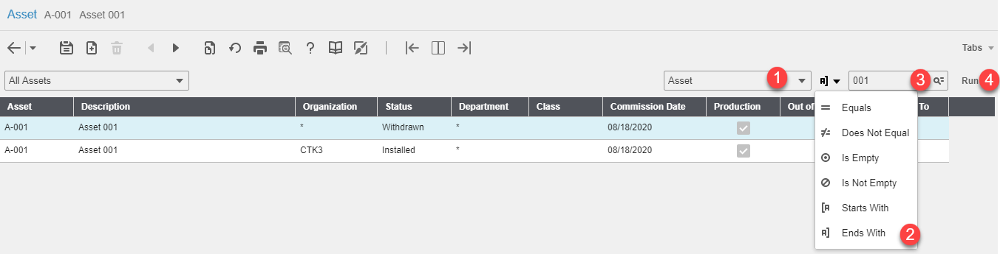 Asset A-001 Asset 001
Tabs
All Assets Asset 1 001 3 Run 4
Asset Description Organization Status Department Class Commission Date Production Out of To
A-001 Asset 001 * Withdrawn * 08/18/2020
A-001 Asset 001 CTK3 Installed * 08/18/2020
Equals
Does Not Equal
Is Empty
Is Not Empty
Starts With
Ends With 2